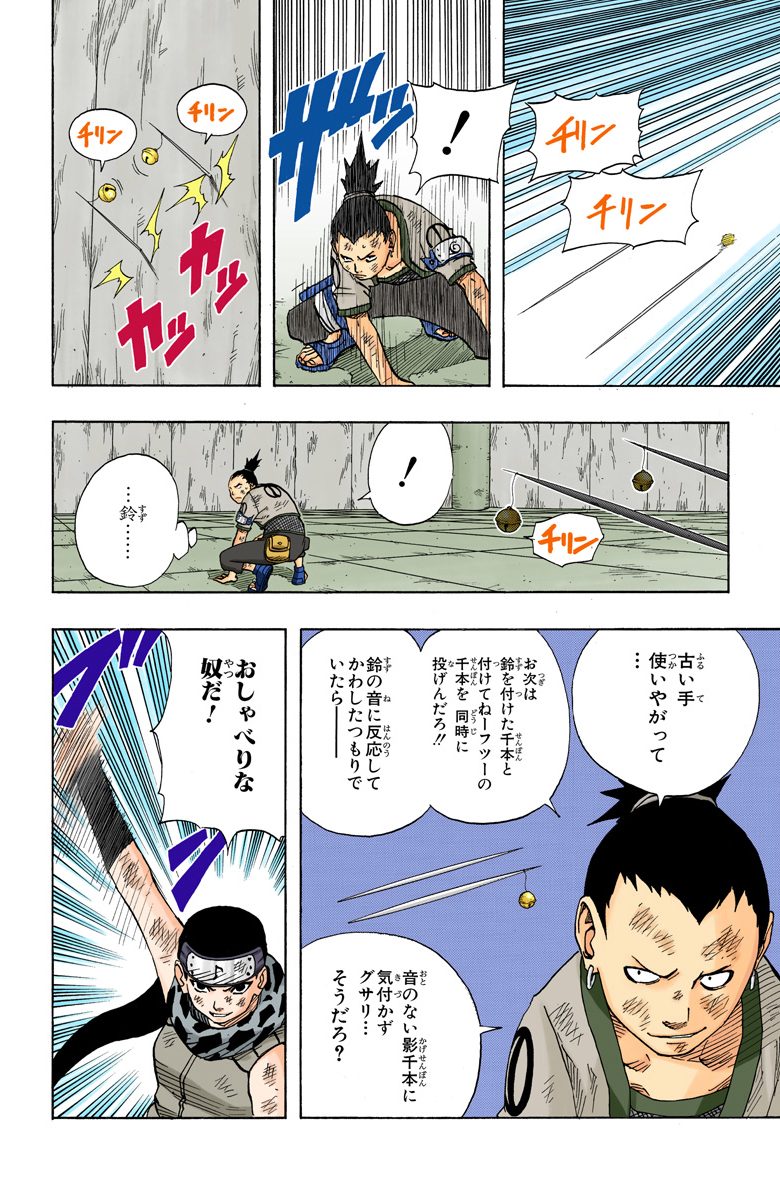 チリン
チリン
！
ザザッ
チリン
チリン
カッ
カッ
！
チリン
…鈴……
古い手
使いやがって
…
お次は
鈴を付けた千本と
付けてねーフツーの
千本を 同時に
投げんだろ!!
鈴の音に反応して
かわしたつもりで
いたら――
音のない影千本に
気付かず
グサリ…
そうだろ？
おしゃべりな
奴だ！
バッ